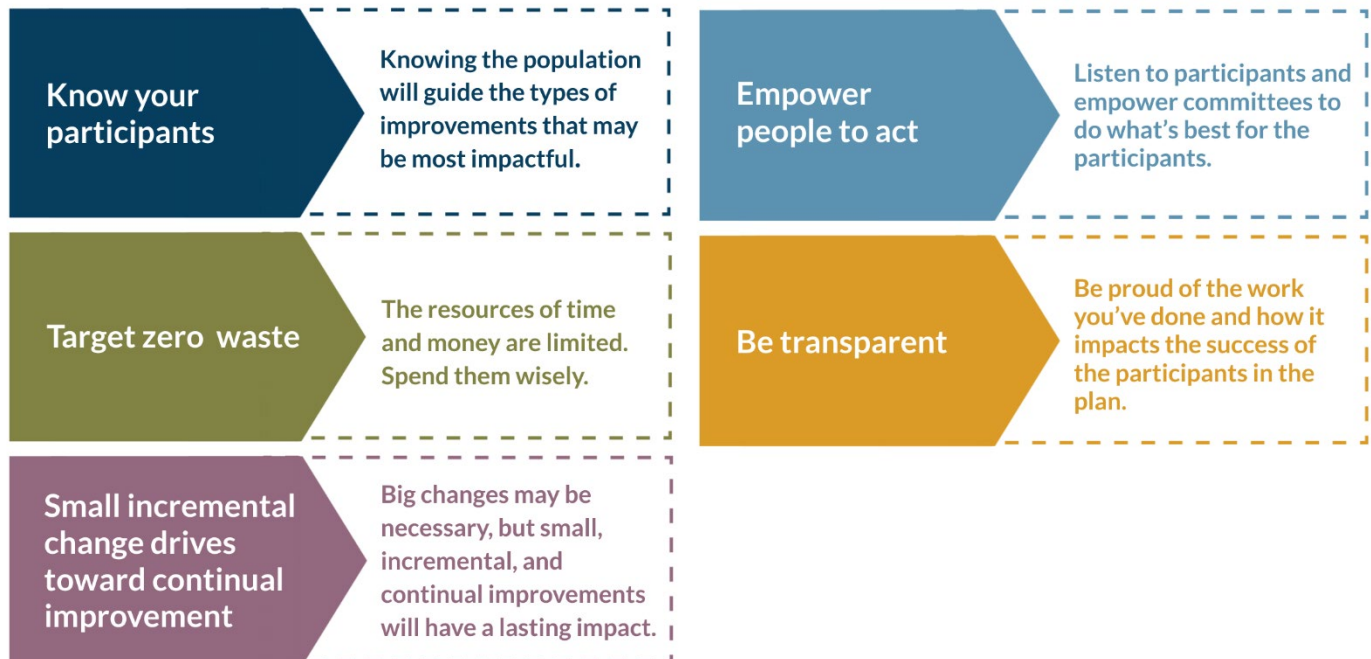 Know your
participants
Knowing the population
will guide the types of
improvements that may
be most impactful.
Target zero waste
The resources of time
and money are limited.
Spend them wisely.
Small incremental
change drives
toward continual
improvement
Big changes may be
necessary, but small,
incremental, and
continual improvements
will have a lasting impact.
Empower
people to act
Listen to participants and
empower committees to
do what’s best for the
participants.
Be transparent
Be proud of the work
you’ve done and how it
impacts the success of
the participants in the
plan.